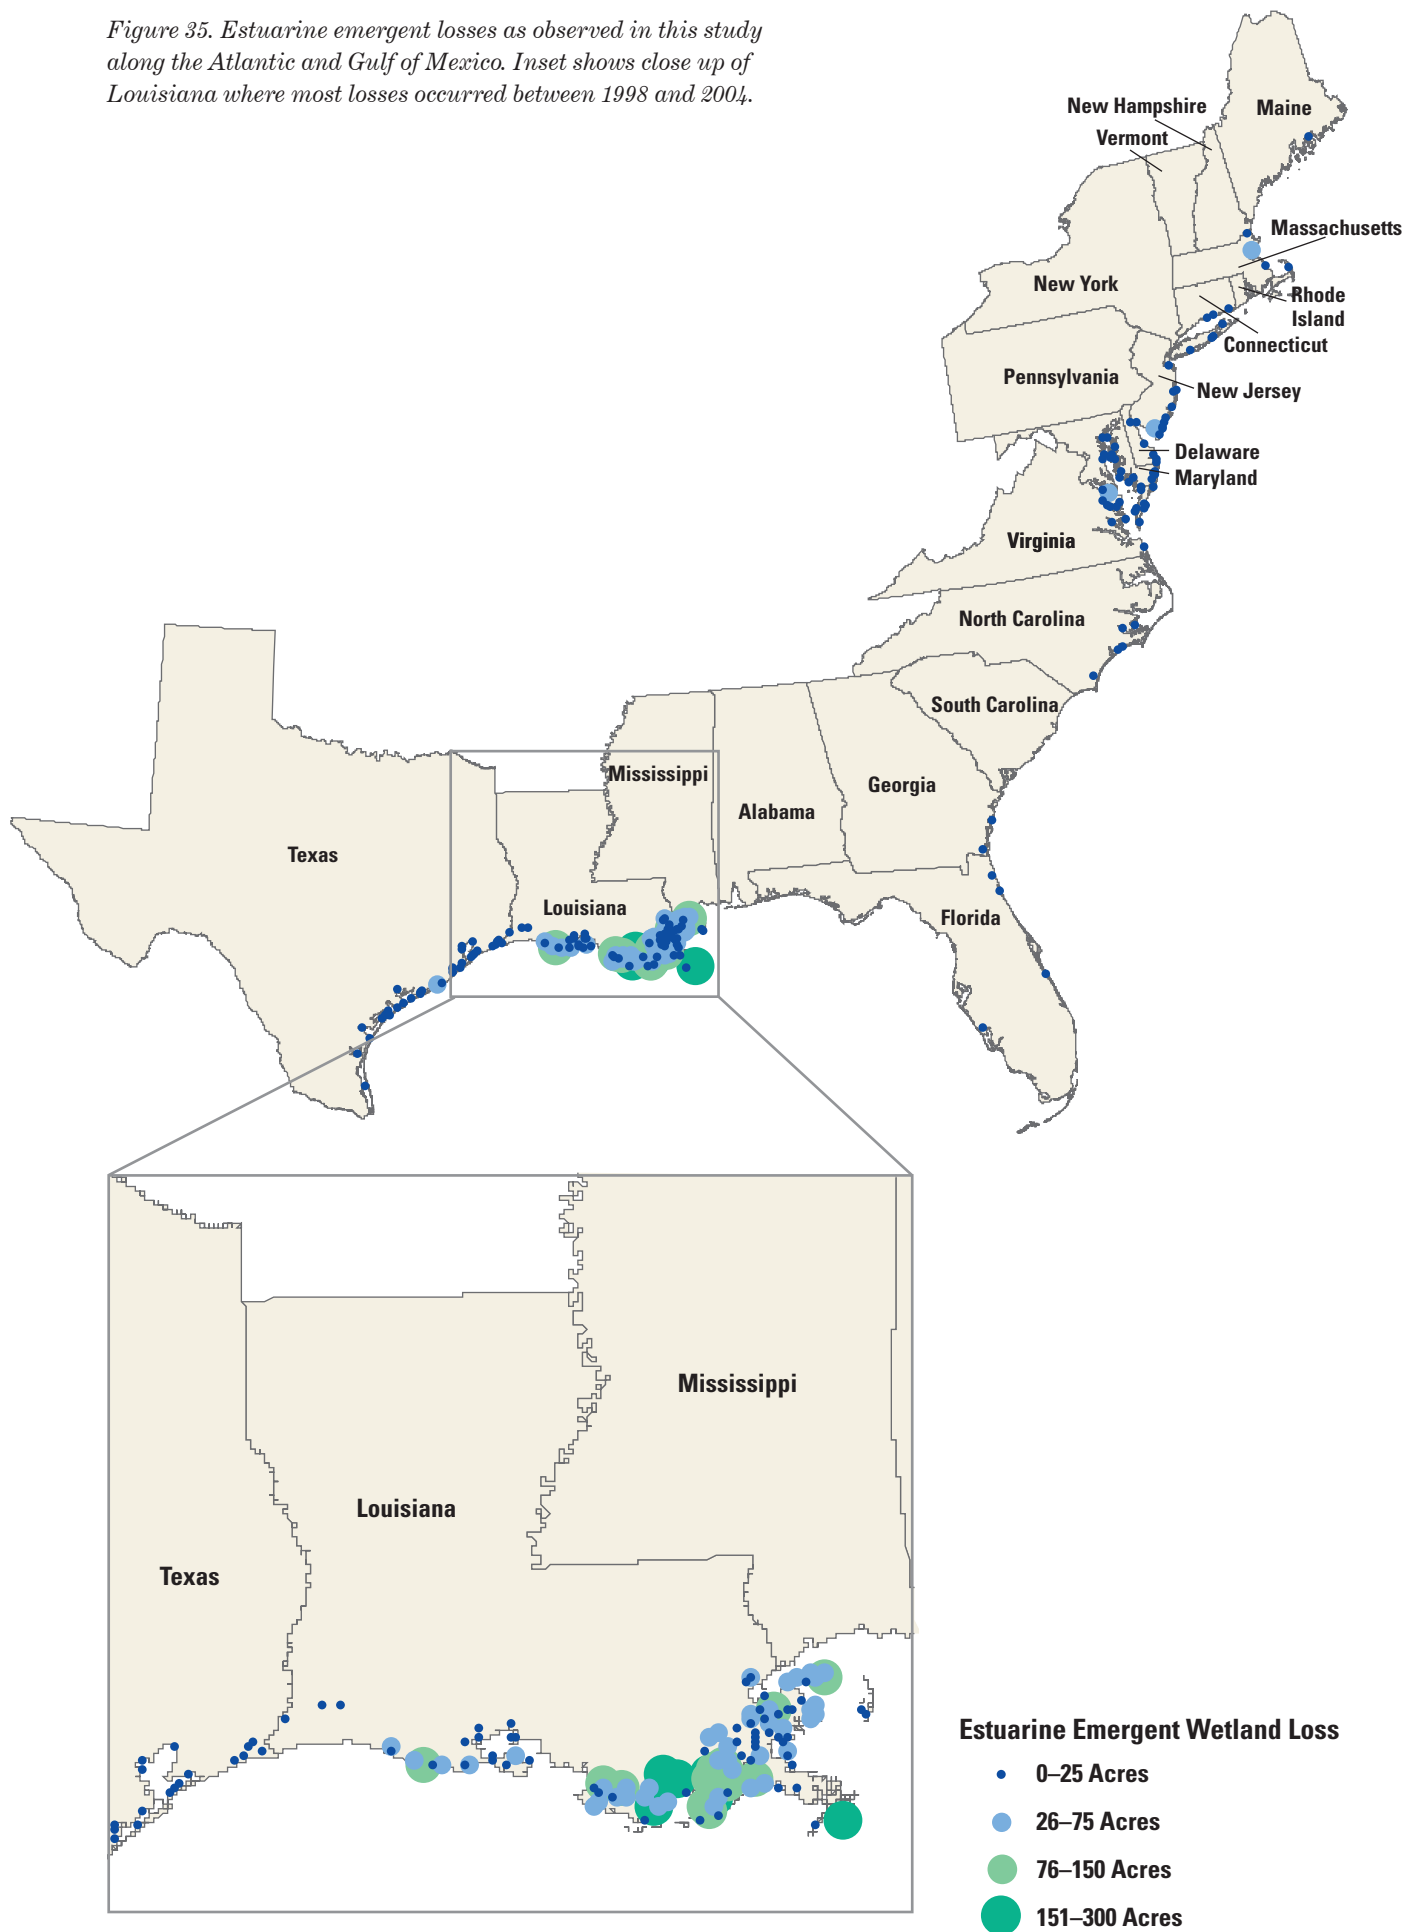 Figure 35. Estuarine emergent losses as observed in this study
along the Atlantic and Gulf of Mexico. Inset shows close up of
Louisiana where most losses occurred between 1998 and 2004.
New Hampshire
Maine
Vermont
Massachusetts
New York
Rhode
Island
Connecticut
Pennsylvania
New Jersey
Delaware
Maryland
Virginia
North Carolina
South Carolina
Mississippi
Georgia
Alabama
Texas
Louisiana
Florida
Mississippi
Louisiana
Texas
Estuarine Emergent Wetland Loss
0–25 Acres
26–75 Acres
76–150 Acres
151–300 Acres